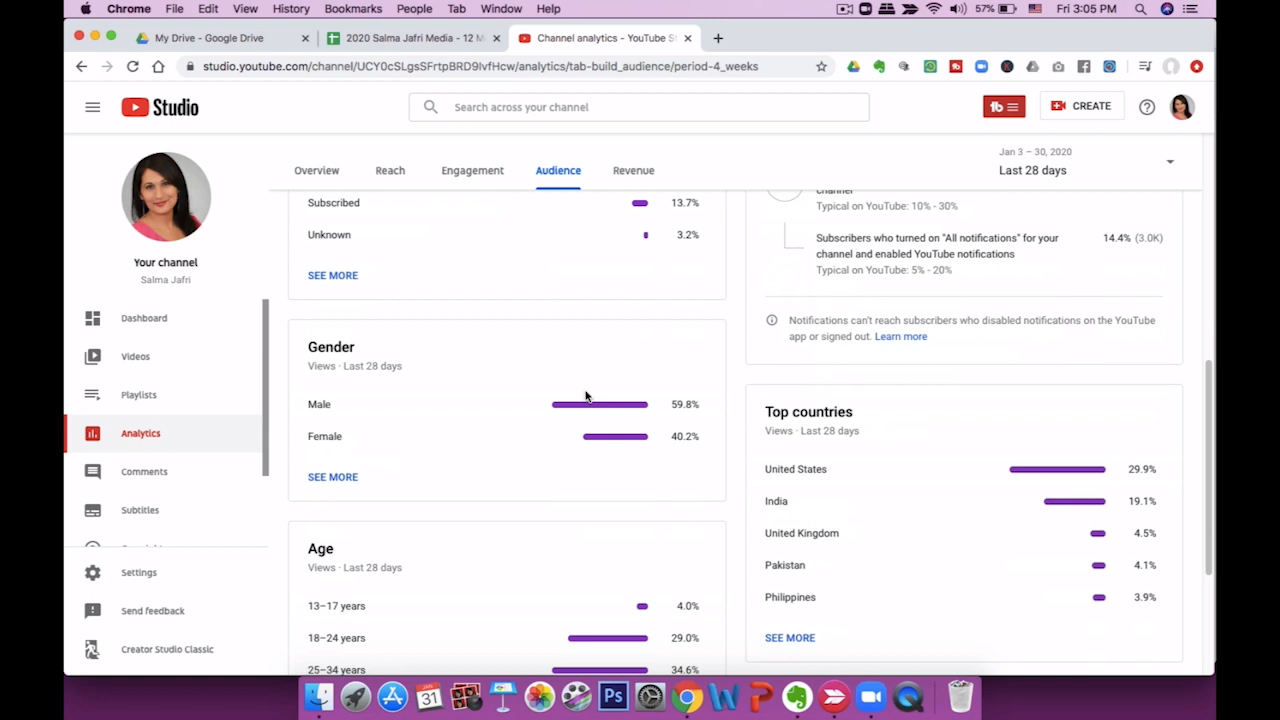 Chrome File Edit View History Bookmarks People Tab Window Help 57% Fri 3:05 PM
My Drive - Google Drive × 2020 Salma Jafri Media - 12 M × Channel analytics - YouTube St × +
studio.youtube.com/channel/UCY0cSLgsSFrtpBRD9IvfHcw/analytics/tab-build_audience/period-4_weeks
Studio
Search across your channel
tb
CREATE
Your channel
Salma Jafri
Dashboard
Videos
Playlists
Analytics
Comments
Subtitles
Settings
Send feedback
Creator Studio Classic
Overview Reach Engagement Audience Revenue
Jan 3 – 30, 2020
Last 28 days
Subscribed 13.7%
Unknown 3.2%
SEE MORE
Gender
Views · Last 28 days
Male 59.8%
Female 40.2%
SEE MORE
Age
Views · Last 28 days
13–17 years 4.0%
18–24 years 29.0%
25–34 years 34.6%
channel
Typical on YouTube: 10% - 30%
Subscribers who turned on "All notifications" for your 14.4% (3.0K)
channel and enabled YouTube notifications
Typical on YouTube: 5% - 20%
Notifications can't reach subscribers who disabled notifications on the YouTube
app or signed out. Learn more
Top countries
Views · Last 28 days
United States 29.9%
India 19.1%
United Kingdom 4.5%
Pakistan 4.1%
Philippines 3.9%
SEE MORE
JAN
31
Ps